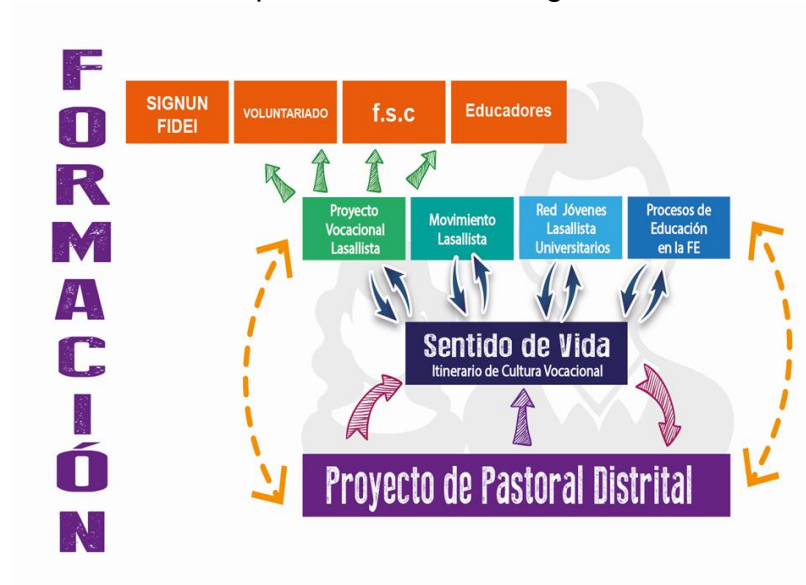 FORMACIÓN
SIGNUN
FIDEI
VOLUNTARIADO
f.s.c
Educadores
Proyecto
Vocacional
Lasallista
Movimiento
Lasallista
Red Jóvenes
Lasallista
Universitarios
Procesos de
Educación
en la FE
Sentido de Vida
Itinerario de Cultura Vocacional
Proyecto de Pastoral Distrital